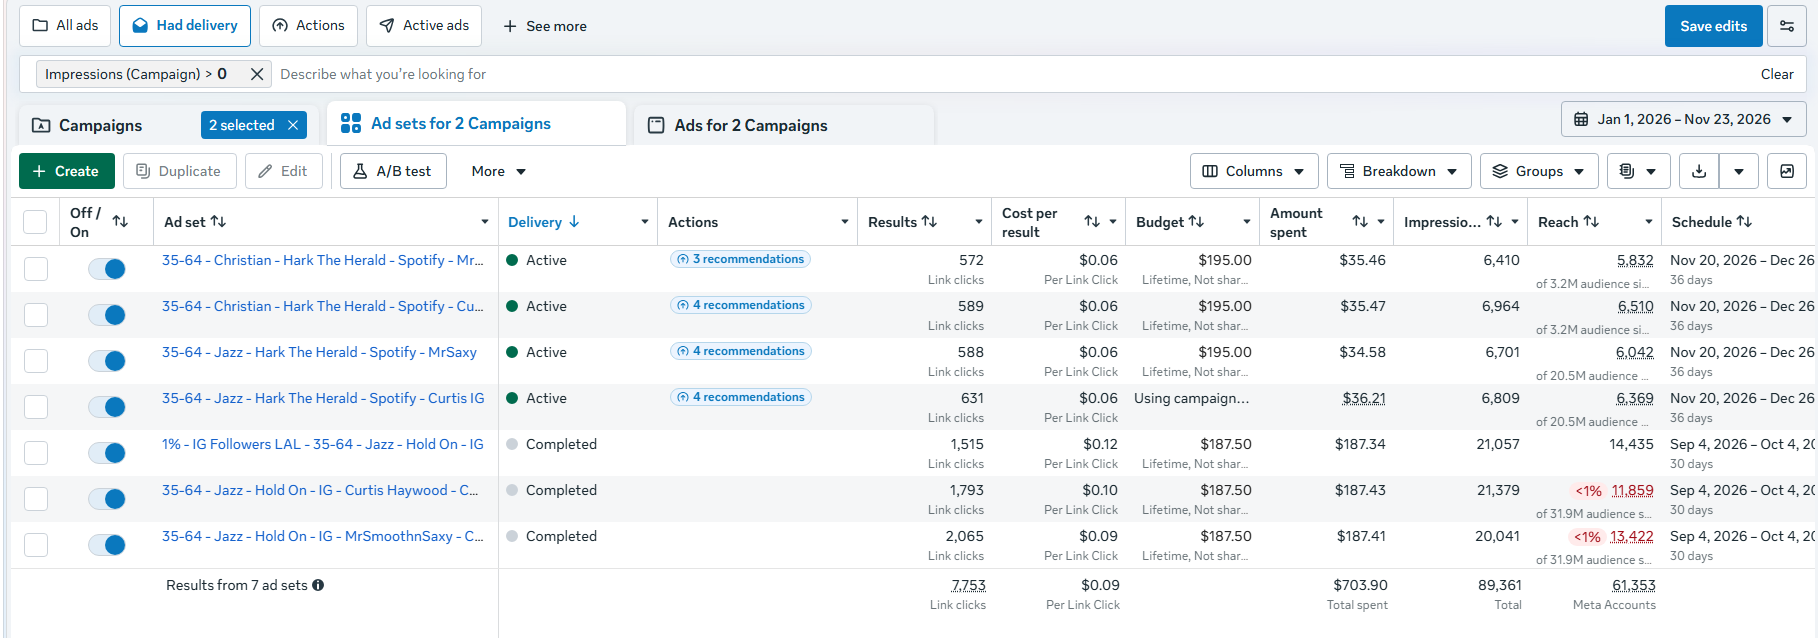 All ads Had delivery Actions Active ads + See more Save edits
Impressions (Campaign) > 0 Describe what you're looking for Clear
Campaigns 2 selected Ad sets for 2 Campaigns Ads for 2 Campaigns Jan 1, 2026 – Nov 23, 2026
+ Create Duplicate Edit A/B test More Columns Breakdown Groups
Off / On Ad set Delivery Actions Results Cost per result Budget Amount spent Impressio... Reach Schedule
35-64 - Christian - Hark The Herald - Spotify - Mr... Active 3 recommendations 572 $0.06 $195.00 $35.46 6,410 5,832 Nov 20, 2026 – Dec 26
Link clicks Per Link Click Lifetime, Not shar... of 3.2M audience si... 36 days
35-64 - Christian - Hark The Herald - Spotify - Cu... Active 4 recommendations 589 $0.06 $195.00 $35.47 6,964 6,510 Nov 20, 2026 – Dec 26
Link clicks Per Link Click Lifetime, Not shar... of 3.2M audience si... 36 days
35-64 - Jazz - Hark The Herald - Spotify - MrSaxy Active 4 recommendations 588 $0.06 $195.00 $34.58 6,701 6,042 Nov 20, 2026 – Dec 26
Link clicks Per Link Click Lifetime, Not shar... of 20.5M audience ... 36 days
35-64 - Jazz - Hark The Herald - Spotify - Curtis IG Active 4 recommendations 631 $0.06 Using campaign... $36.21 6,809 6,369 Nov 20, 2026 – Dec 26
Link clicks Per Link Click of 20.5M audience ... 36 days
1% - IG Followers LAL - 35-64 - Jazz - Hold On - IG Completed 1,515 $0.12 $187.50 $187.34 21,057 14,435 Sep 4, 2026 – Oct 4, 20
Link clicks Per Link Click Lifetime, Not shar... 30 days
35-64 - Jazz - Hold On - IG - Curtis Haywood - C... Completed 1,793 $0.10 $187.50 $187.43 21,379 <1% 11,859 Sep 4, 2026 – Oct 4, 20
Link clicks Per Link Click Lifetime, Not shar... of 31.9M audience s... 30 days
35-64 - Jazz - Hold On - IG - MrSmoothnSaxy - C... Completed 2,065 $0.09 $187.50 $187.41 20,041 <1% 13,422 Sep 4, 2026 – Oct 4, 20
Link clicks Per Link Click Lifetime, Not shar... of 31.9M audience s... 30 days
Results from 7 ad sets 7,753 $0.09 $703.90 89,361 61,353
Link clicks Per Link Click Total spent Total Meta Accounts